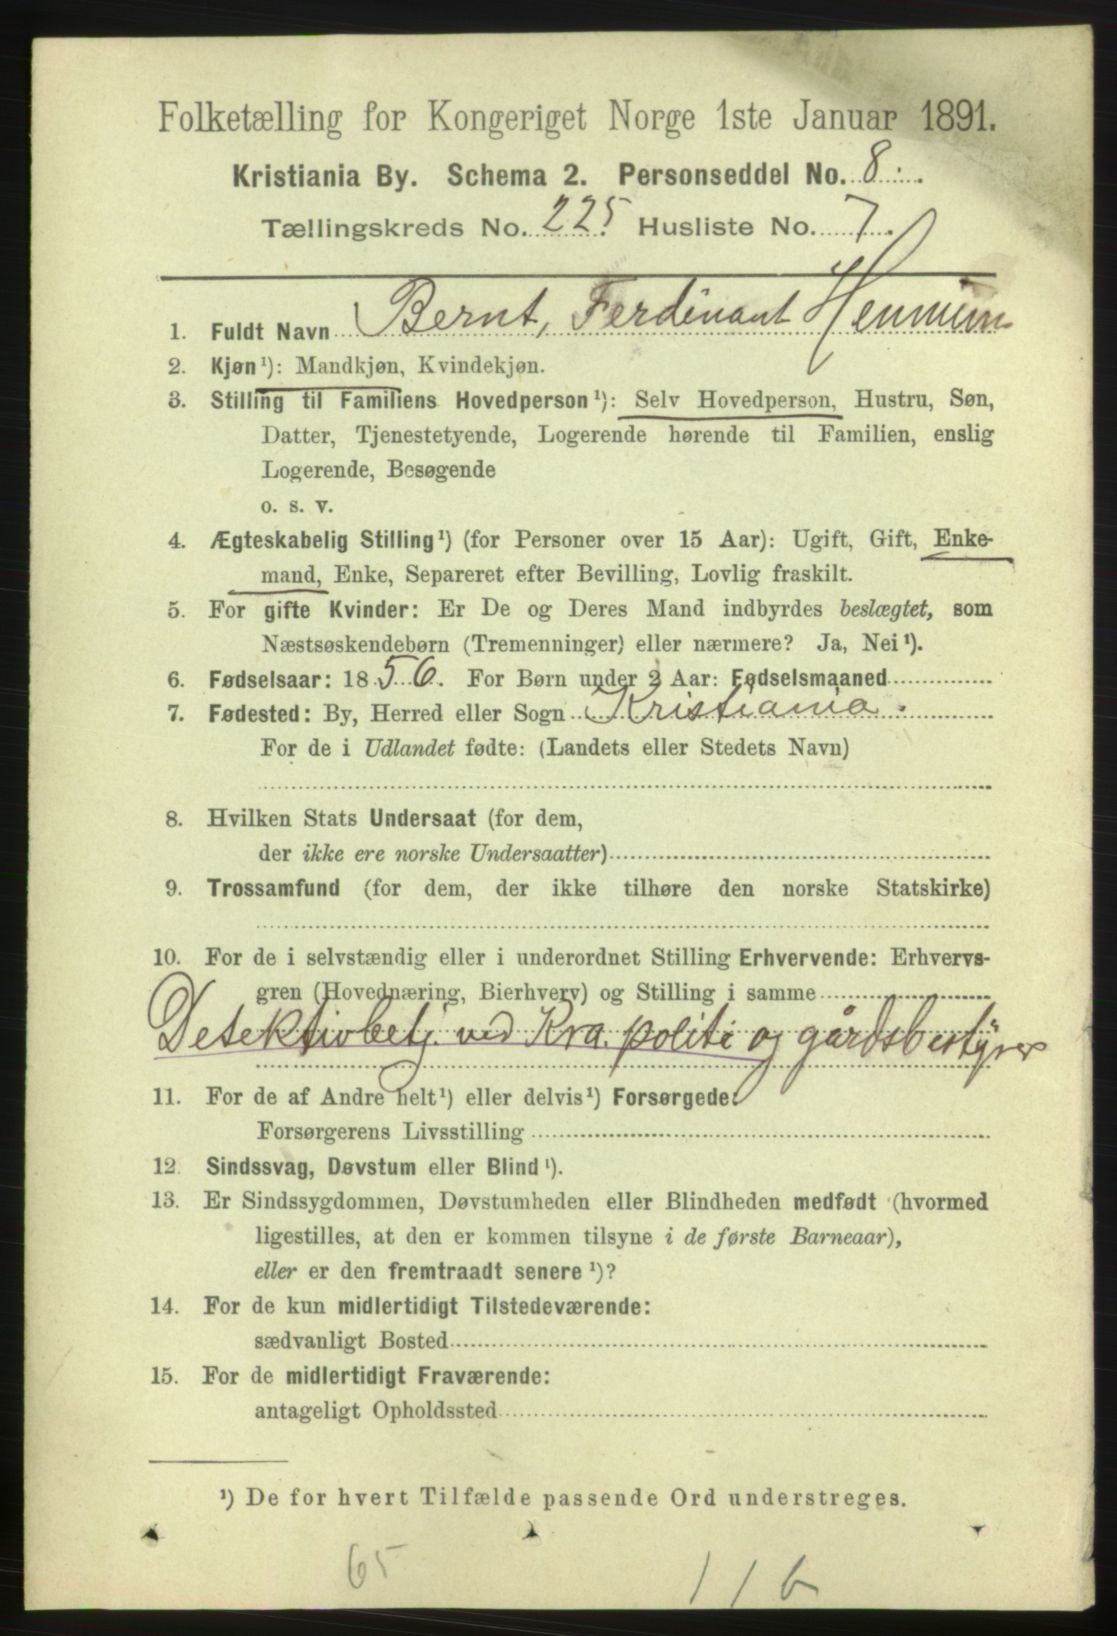 Folketælling for Kongeriget Norge 1ste Januar 1891.
Kristiania By. Schema 2. Personseddel No. 8.
Tællingskreds No. 225 Husliste No. 7.
1. Fuldt Navn Bernt, Ferdinant Hennum
2. Kjøn¹): Mandkjøn, Kvindekjøn.
3. Stilling til Familiens Hovedperson¹): Selv Hovedperson, Hustru, Søn,
Datter, Tjenestetyende, Logerende hørende til Familien, enslig
Logerende, Besøgende
o. s. v.
4. Ægteskabelig Stilling¹) (for Personer over 15 Aar): Ugift, Gift, Enke-
mand, Enke, Separeret efter Bevilling, Lovlig fraskilt.
5. For gifte Kvinder: Er De og Deres Mand indbyrdes beslægtet, som
Næstsøskendebørn (Tremenninger) eller nærmere? Ja, Nei¹).
6. Fødselsaar: 1856. For Børn under 2 Aar: Fødselsmaaned
7. Fødested: By, Herred eller Sogn Kristiania.
For de i Udlandet fødte: (Landets eller Stedets Navn)
8. Hvilken Stats Undersaat (for dem,
der ikke ere norske Undersaatter)
9. Trossamfund (for dem, der ikke tilhøre den norske Statskirke)
10. For de i selvstændig eller i underordnet Stilling Erhvervende: Erhvervs-
gren (Hovednæring, Bierhverv) og Stilling i samme
Detektivbetj. ved Kra. politi og gårdsbestyrer
11. For de af Andre helt¹) eller delvis¹) Forsørgede:
Forsørgerens Livsstilling
12. Sindssvag, Døvstum eller Blind¹).
13. Er Sindssygdommen, Døvstumheden eller Blindheden medfødt (hvormed
ligestilles, at den er kommen tilsyne i de første Barneaar),
eller er den fremtraadt senere¹)?
14. For de kun midlertidigt Tilstedeværende:
sædvanligt Bosted
15. For de midlertidigt Fraværende:
antageligt Opholdssted
¹) De for hvert Tilfælde passende Ord understreges.
65 116